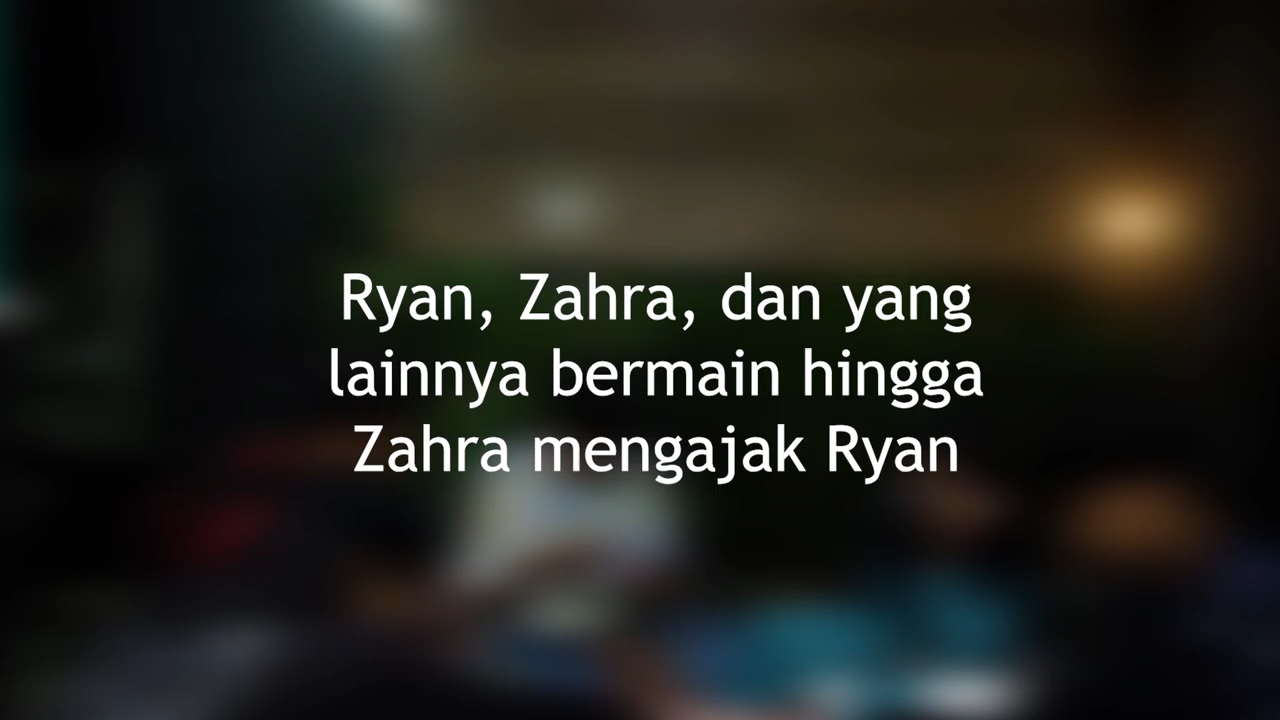 Ryan, Zahra, dan yang
lainnya bermain hingga
Zahra mengajak Ryan